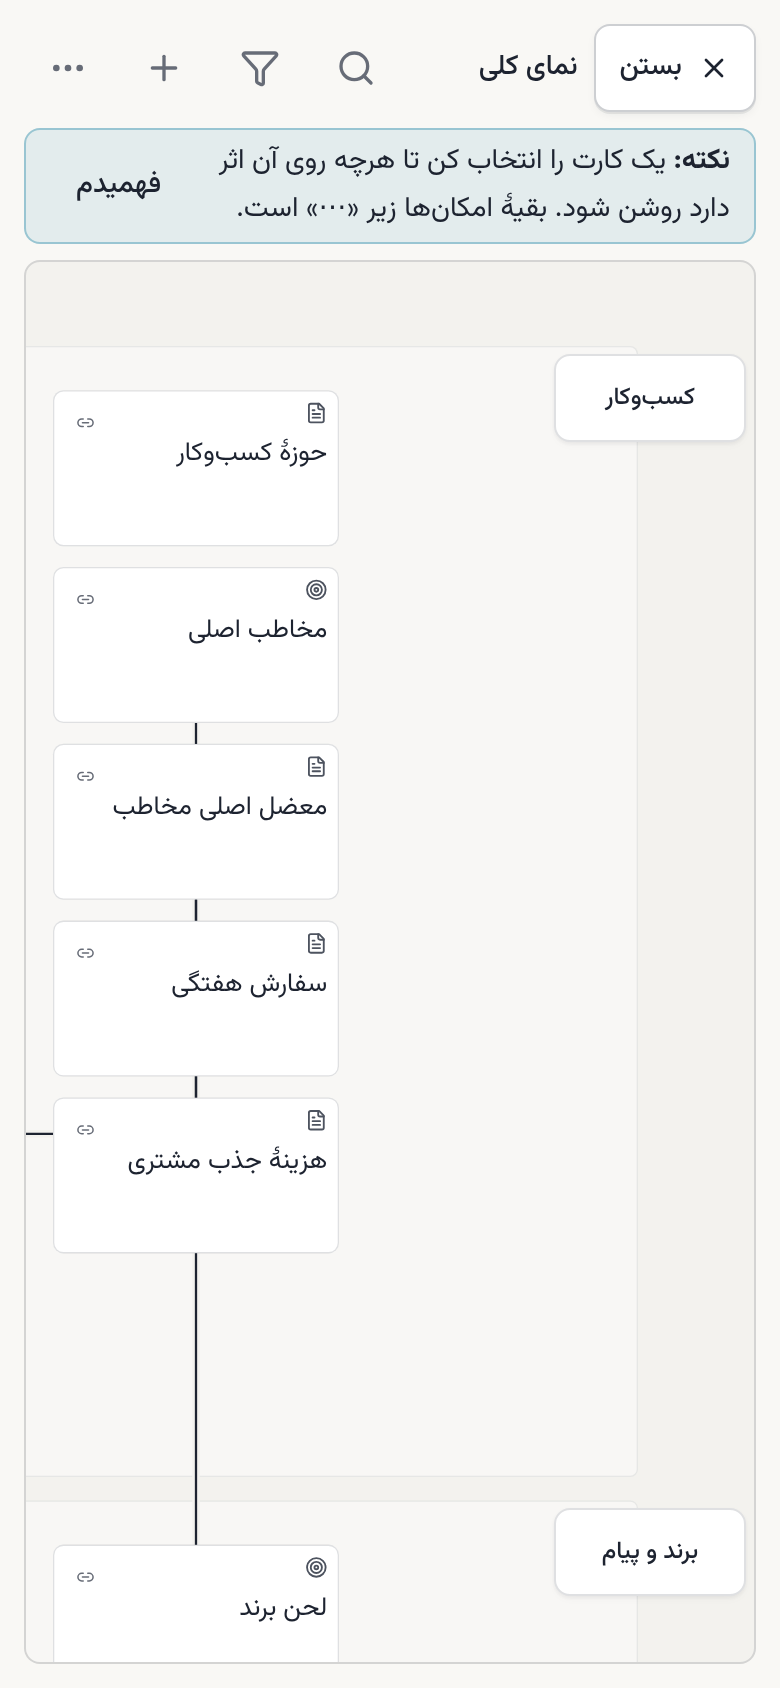 بستن
نمای کلی
نکته: یک کارت را انتخاب کن تا هرچه روی آن اثر
دارد روشن شود. بقیهٔ امکان‌ها زیر «···» است.
فهمیدم
کسب‌وکار
حوزهٔ کسب‌وکار
مخاطب اصلی
معضل اصلی مخاطب
سفارش هفتگی
هزینهٔ جذب مشتری
برند و پیام
لحن برند